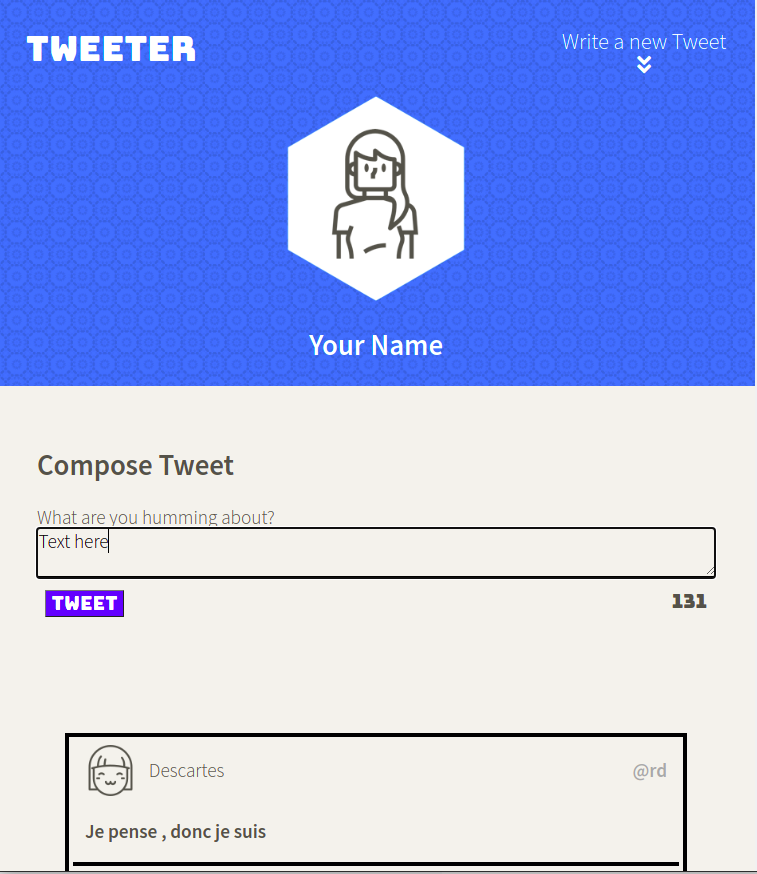 TWEETER
Write a new Tweet
Your Name
Compose Tweet
What are you humming about?
Text here
TWEET
131
Descartes
@rd
Je pense , donc je suis